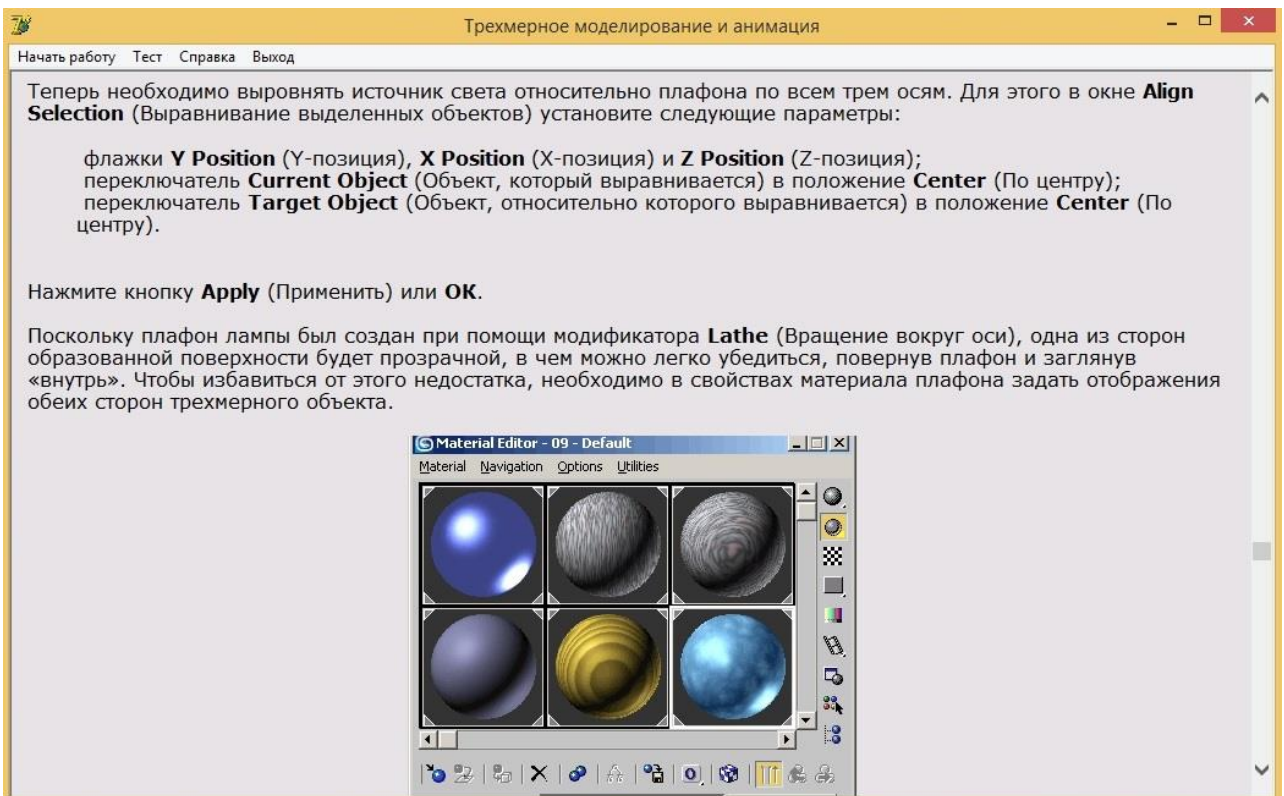 Трехмерное моделирование и анимация
Начать работу Тест Справка Выход
Теперь необходимо выровнять источник света относительно плафона по всем трем осям. Для этого в окне Align
Selection (Выравнивание выделенных объектов) установите следующие параметры:
флажки Y Position (Y-позиция), X Position (X-позиция) и Z Position (Z-позиция);
переключатель Current Object (Объект, который выравнивается) в положение Center (По центру);
переключатель Target Object (Объект, относительно которого выравнивается) в положение Center (По
центру).
Нажмите кнопку Apply (Применить) или OK.
Поскольку плафон лампы был создан при помощи модификатора Lathe (Вращение вокруг оси), одна из сторон
образованной поверхности будет прозрачной, в чем можно легко убедиться, повернув плафон и заглянув
«внутрь». Чтобы избавиться от этого недостатка, необходимо в свойствах материала плафона задать отображения
обеих сторон трехмерного объекта.
Material Editor - 09 - Default
Material Navigation Options Utilities
0